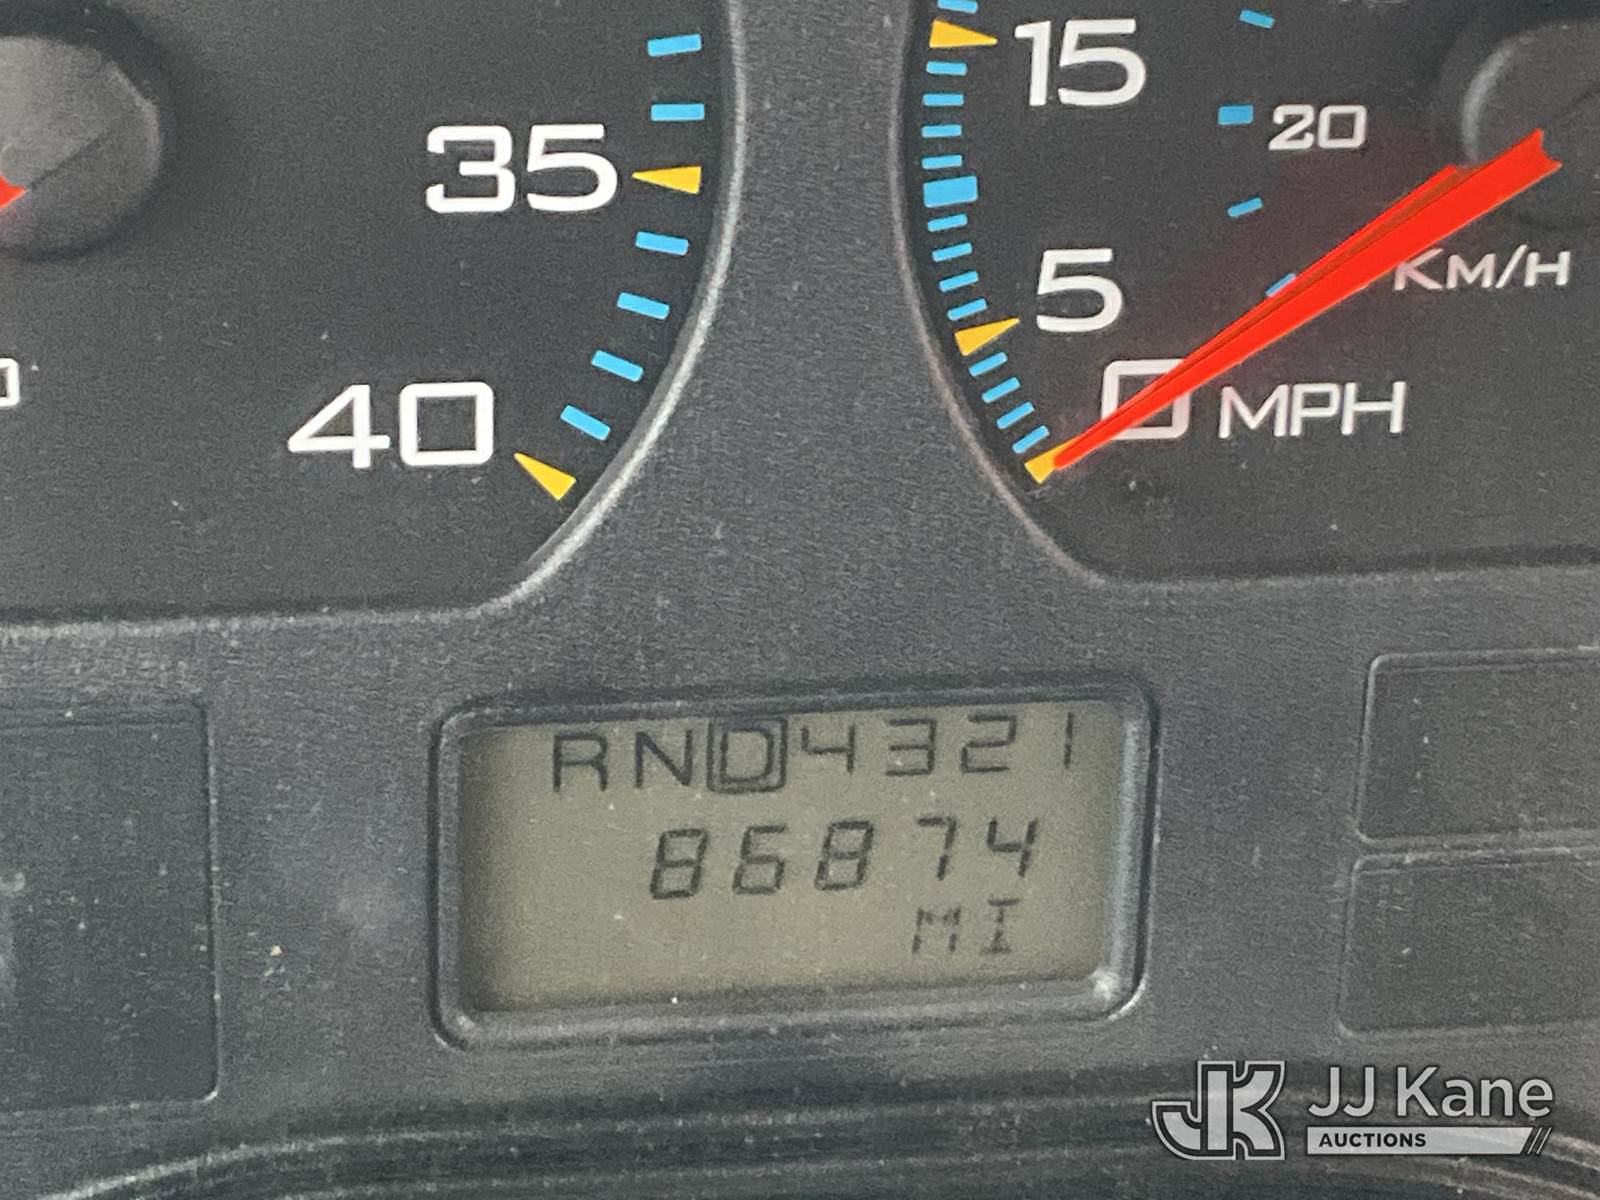 35
40
15
20
5
KM/H
0 MPH
RND4321
86874
MI
JJ Kane
AUCTIONS